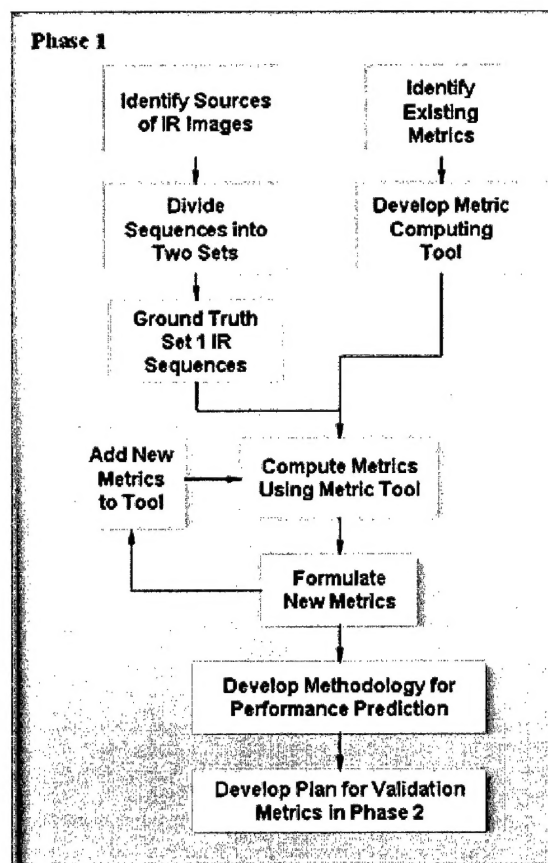 Phase 1
Identify Sources
of IR Images
Identify
Existing
Metrics
Divide
Sequences into
Two Sets
Develop Metric
Computing
Tool
Ground Truth
Set 1 IR
Sequences
Add New
Metrics
to Tool
Compute Metrics
Using Metric Tool
Formulate
New Metrics
Develop Methodology for
Performance Prediction
Develop Plan for Validation
Metrics in Phase 2